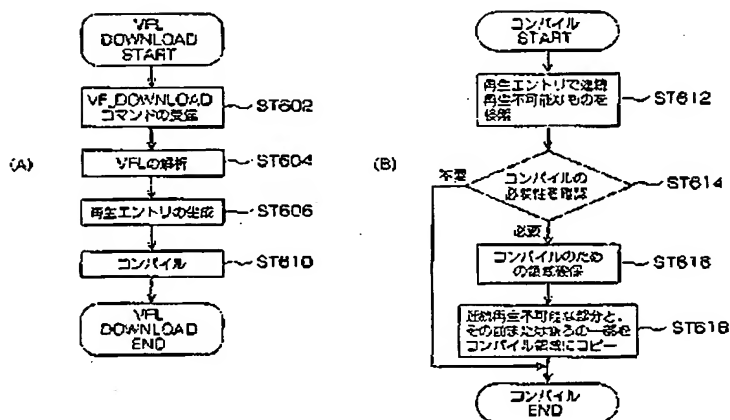 VFL
DOWNLOAD
START
VF_DOWNLOAD
コマンドの受信
ST602
(A)
VFLの解析
ST604
再生エントリの生成
ST606
コンパイル
ST610
VFL
DOWNLOAD
END
コンパイル
START
再生エントリで連続
再生不可能なものを
検索
ST612
(B)
不要
コンパイルの
必要性を確認
ST614
必要
コンパイルのため
の領域確保
ST616
連続再生不可能な部分と、
その前または後ろの一部を
コンパイル領域にコピー
ST618
コンパイル
END